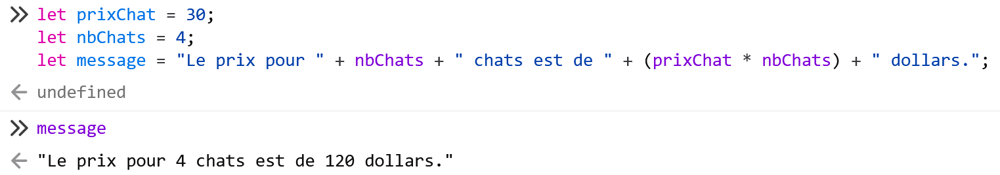 let prixChat = 30;
let nbChats = 4;
let message = "Le prix pour " + nbChats + " chats est de " + (prixChat * nbChats) + " dollars.";
undefined
message
"Le prix pour 4 chats est de 120 dollars."